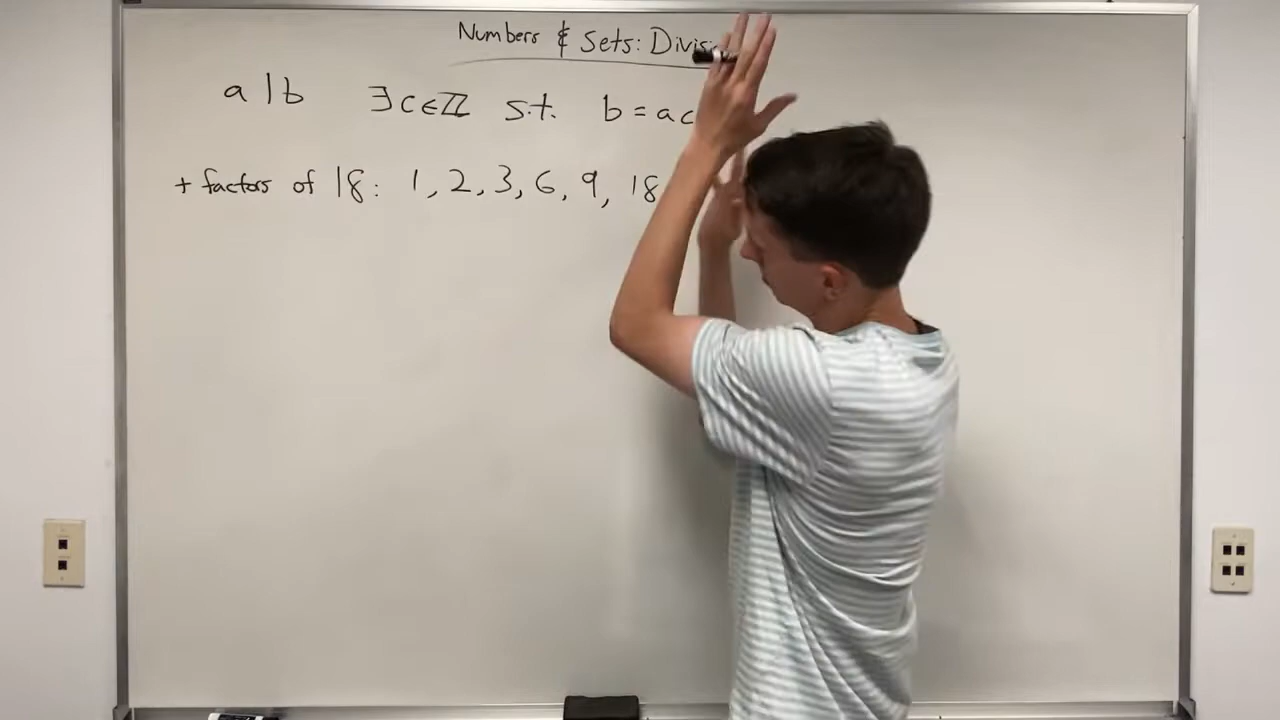 Numbers & Sets: Divis
a | b ∃c∈ℤ s.t. b = ac
+ factors of 18: 1, 2, 3, 6, 9, 18